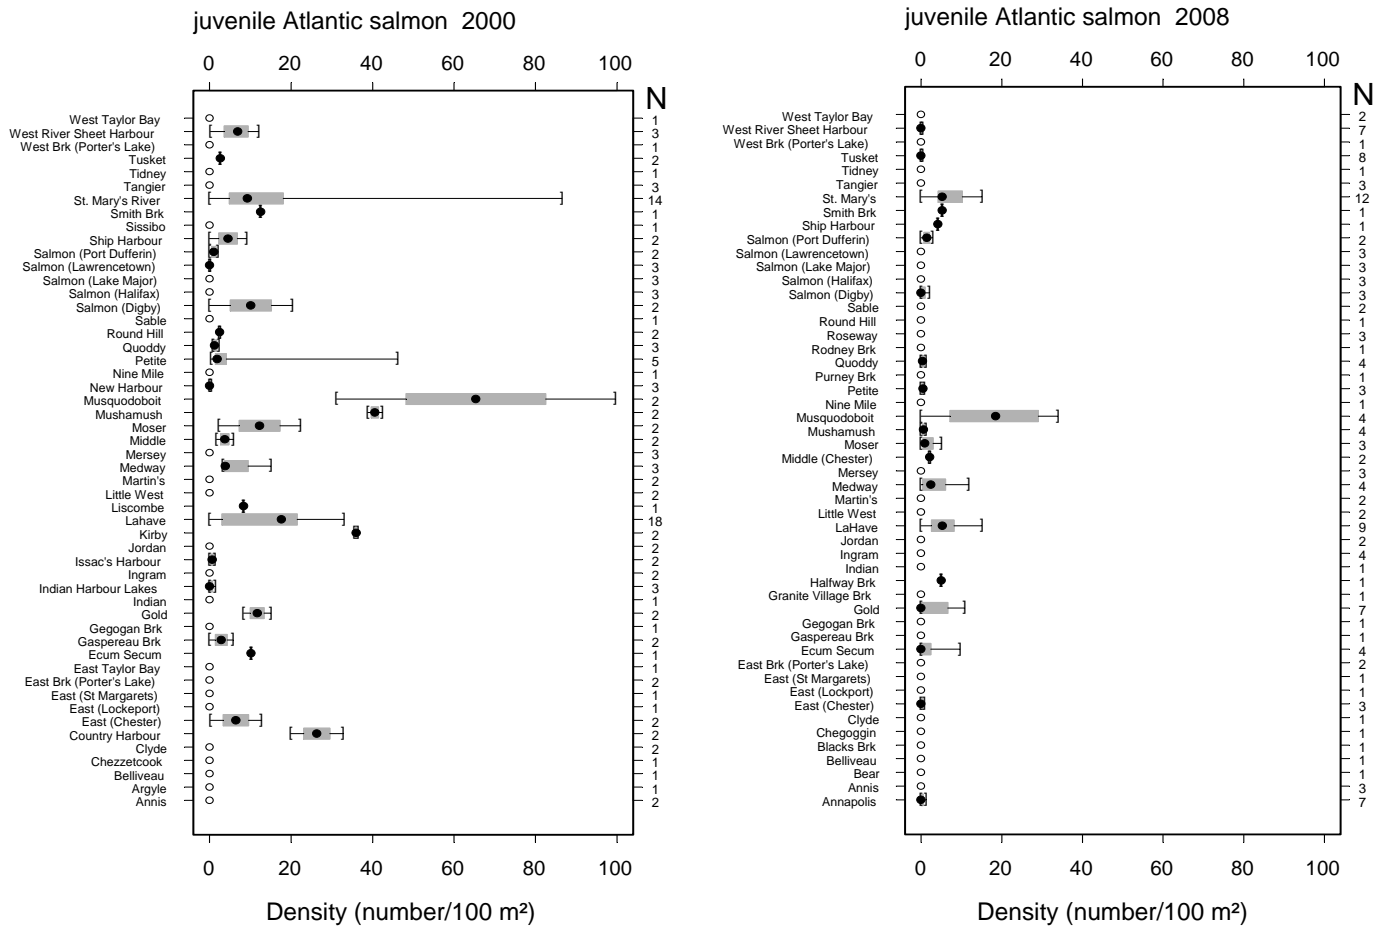 juvenile Atlantic salmon 2000
0 20 40 60 80 100
N
West Taylor Bay 1
West River Sheet Harbour 3
West Brk (Porter's Lake) 1
Tusket 2
Tidney 1
Tangier 3
St. Mary's River 14
Smith Brk 1
Sissibo 1
Ship Harbour 2
Salmon (Port Dufferin) 2
Salmon (Lawrencetown) 3
Salmon (Lake Major) 3
Salmon (Halifax) 3
Salmon (Digby) 2
Sable 1
Round Hill 2
Quoddy 3
Petite 5
Nine Mile 1
New Harbour 3
Musquodoboit 2
Mushamush 2
Moser 2
Middle 2
Mersey 3
Medway 3
Martin's 2
Little West 2
Liscombe 1
Lahave 18
Kirby 2
Jordan 2
Issac's Harbour 2
Ingram 2
Indian Harbour Lakes 3
Indian 1
Gold 2
Gegogan Brk 1
Gaspereau Brk 2
Ecum Secum 1
East Taylor Bay 1
East Brk (Porter's Lake) 2
East (St Margarets) 1
East (Lockeport) 1
East (Chester) 2
Country Harbour 2
Clyde 2
Chezzetcook 1
Belliveau 1
Argyle 1
Annis 2
0 20 40 60 80 100
Density (number/100 m²)
juvenile Atlantic salmon 2008
0 20 40 60 80 100
N
West Taylor Bay 2
West River Sheet Harbour 7
West Brk (Porter's Lake) 1
Tusket 8
Tidney 1
Tangier 3
St. Mary's 12
Smith Brk 1
Ship Harbour 1
Salmon (Port Dufferin) 2
Salmon (Lawrencetown) 3
Salmon (Lake Major) 3
Salmon (Halifax) 3
Salmon (Digby) 3
Sable 2
Round Hill 1
Roseway 3
Rodney Brk 1
Quoddy 4
Purney Brk 1
Petite 3
Nine Mile 1
Musquodoboit 4
Mushamush 4
Moser 3
Middle (Chester) 2
Mersey 3
Medway 4
Martin's 2
Little West 2
LaHave 9
Jordan 2
Ingram 4
Indian 1
Halfway Brk 1
Granite Village Brk 1
Gold 7
Gegogan Brk 1
Gaspereau Brk 1
Ecum Secum 4
East Brk (Porter's Lake) 2
East (St Margarets) 1
East (Lockport) 1
East (Chester) 3
Clyde 1
Chegoggin 1
Blacks Brk 1
Belliveau 1
Bear 1
Annis 3
Annapolis 7
0 20 40 60 80 100
Density (number/100 m²)